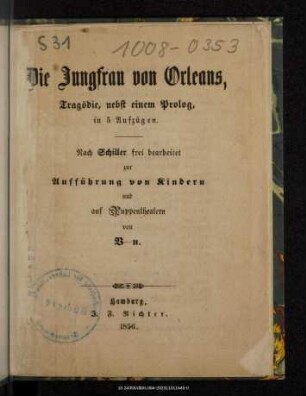 S31
1008-0353
Die Jungfrau von Orleans,
Tragödie, nebst einem Prolog,
in 5 Aufzügen.
Nach Schiller frei bearbeitet
zur
Aufführung von Kindern
und
auf Puppentheatern
von
B n.
Hamburg,
J. F. Richter.
1856.